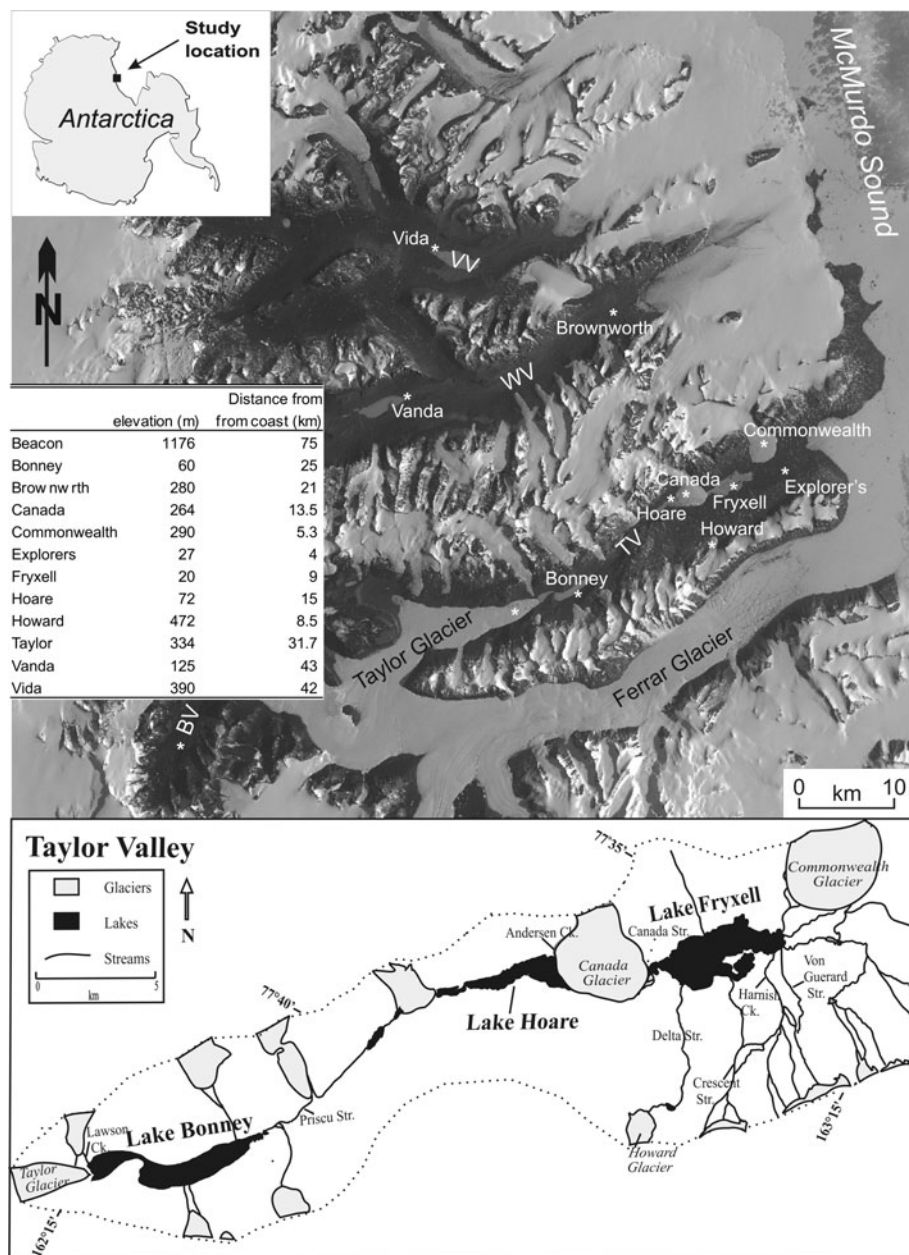 Study
location
Antarctica
McMurdo Sound
N
Vida
VV
Brownworth
WV
Vanda
Commonwealth
Canada
Hoare
Fryxell
Explorer's
Howard
TV
Bonney
Taylor Glacier
Ferrar Glacier
BV
0 km 10
Distance from
elevation (m) from coast (km)
Beacon 1176 75
Bonney 60 25
Brow nw rth 280 21
Canada 264 13.5
Commonwealth 290 5.3
Explorers 27 4
Fryxell 20 9
Hoare 72 15
Howard 472 8.5
Taylor 334 31.7
Vanda 125 43
Vida 390 42
Taylor Valley
Glaciers
Lakes
Streams
N
0 5
km
77°35'
Commonwealth
Glacier
Lake Fryxell
Andersen Ck.
Canada Str.
Canada
Glacier
Von
Guerard
Str.
Harnish
Ck.
77°40'
Lake Hoare
Delta Str.
Crescent
Str.
Priscu Str.
Lake Bonney
Lawson
Ck.
Taylor
Glacier
Howard
Glacier
163°15'
162°15'